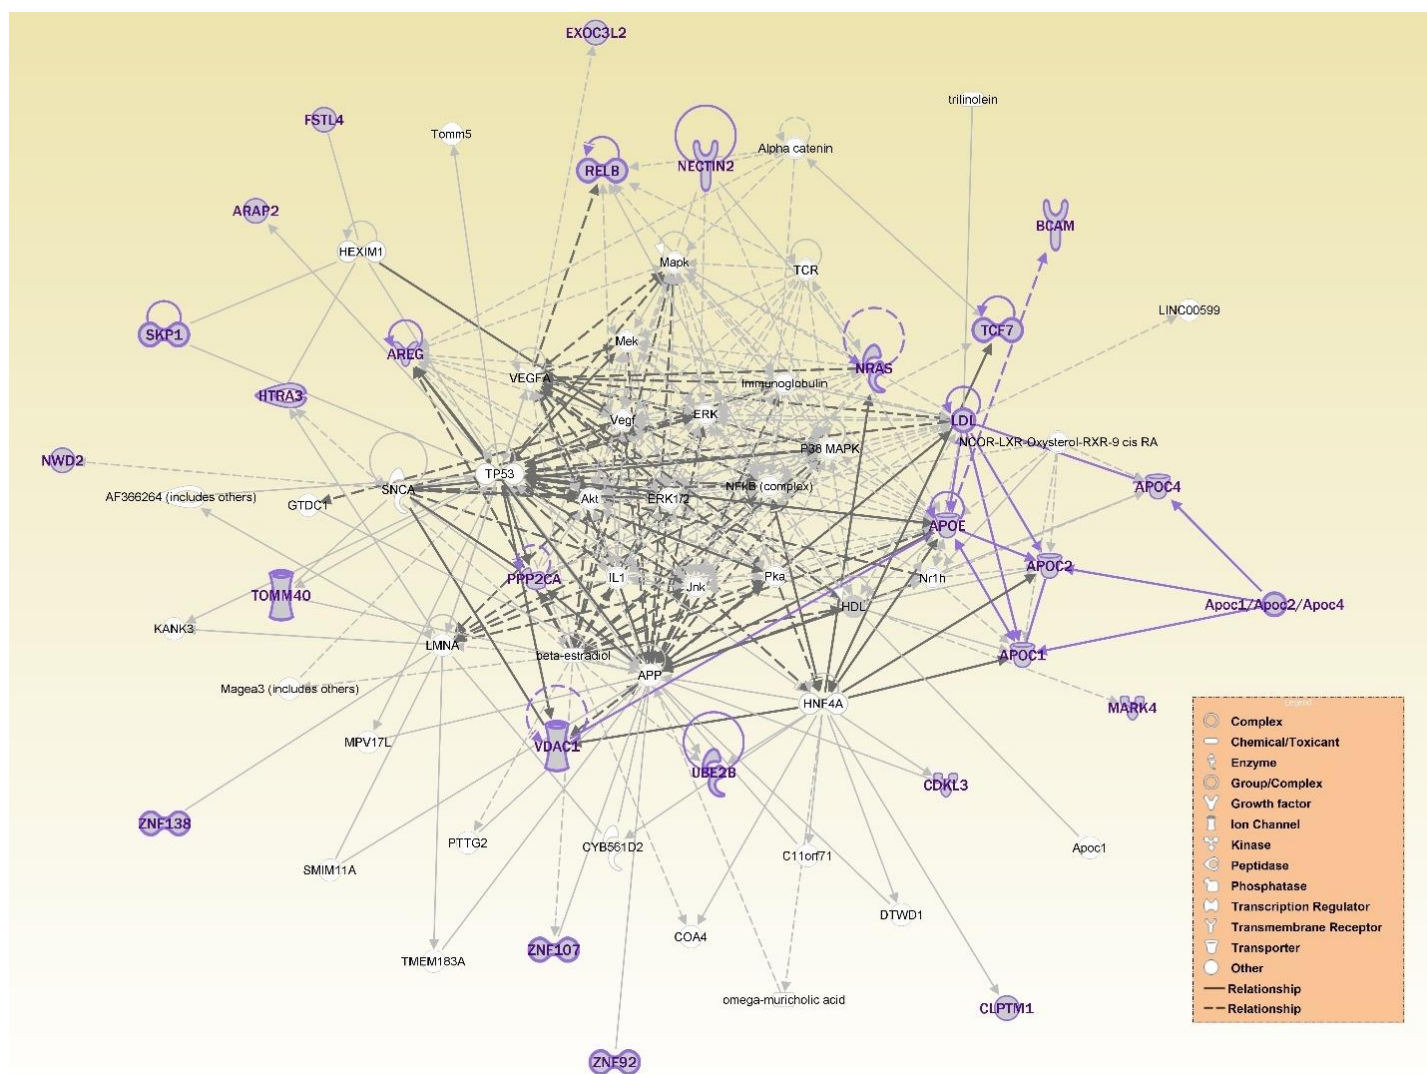 EXOC3L2
trilinolein
FSTL4
Tomm5
Alpha catenin
RELB
NECTIN2
ARAP2
BCAM
HEXIM1
Mapk
TCR
LINC00599
SKP1
TCF7
Mek
AREG
NRAS
VEGFA
Immunoglobulin
HTRA3
Vegf
ERK
LDL
NCOR-LXR-Oxysterol-RXR-9 cis RA
P38 MAPK
NWD2
TP53
SNCA
NFkB (complex)
APOC4
AF366264 (includes others)
GTDC1
Akt
ERK1/2
APOE
APOC2
PPP2CA
IL1
Jnk
Pka
Nr1h
TOMM40
HDL
Apoc1/Apoc2/Apoc4
KANK3
LMNA
beta-estradiol
APOC1
APP
Magea3 (includes others)
HNF4A
MARK4
MPV17L
VDAC1
UBE2B
CDKL3
ZNF138
PTTG2
CYB561D2
C11orf71
Apoc1
SMIM11A
DTWD1
COA4
ZNF107
TMEM183A
omega-muricholic acid
CLPTM1
ZNF92
Legend
Complex
Chemical/Toxicant
Enzyme
Group/Complex
Growth factor
Ion Channel
Kinase
Peptidase
Phosphatase
Transcription Regulator
Transmembrane Receptor
Transporter
Other
Relationship
Relationship